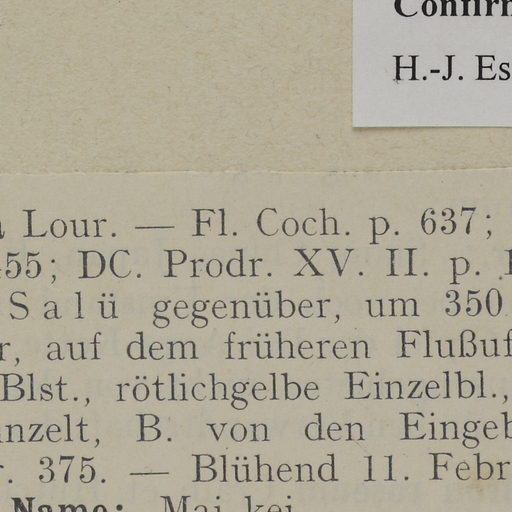 Confirm
H.-J. Es
Lour. — Fl. Coch. p. 637;
455; DC. Prodr. XV. II. p.
Salü gegenüber, um 350
auf dem früheren Flußuf
Blst., rötlichgelbe Einzelbl.,
nzelt, B. von den Eingeb
r. 375. — Blühend 11. Febr
Name: Mai kei